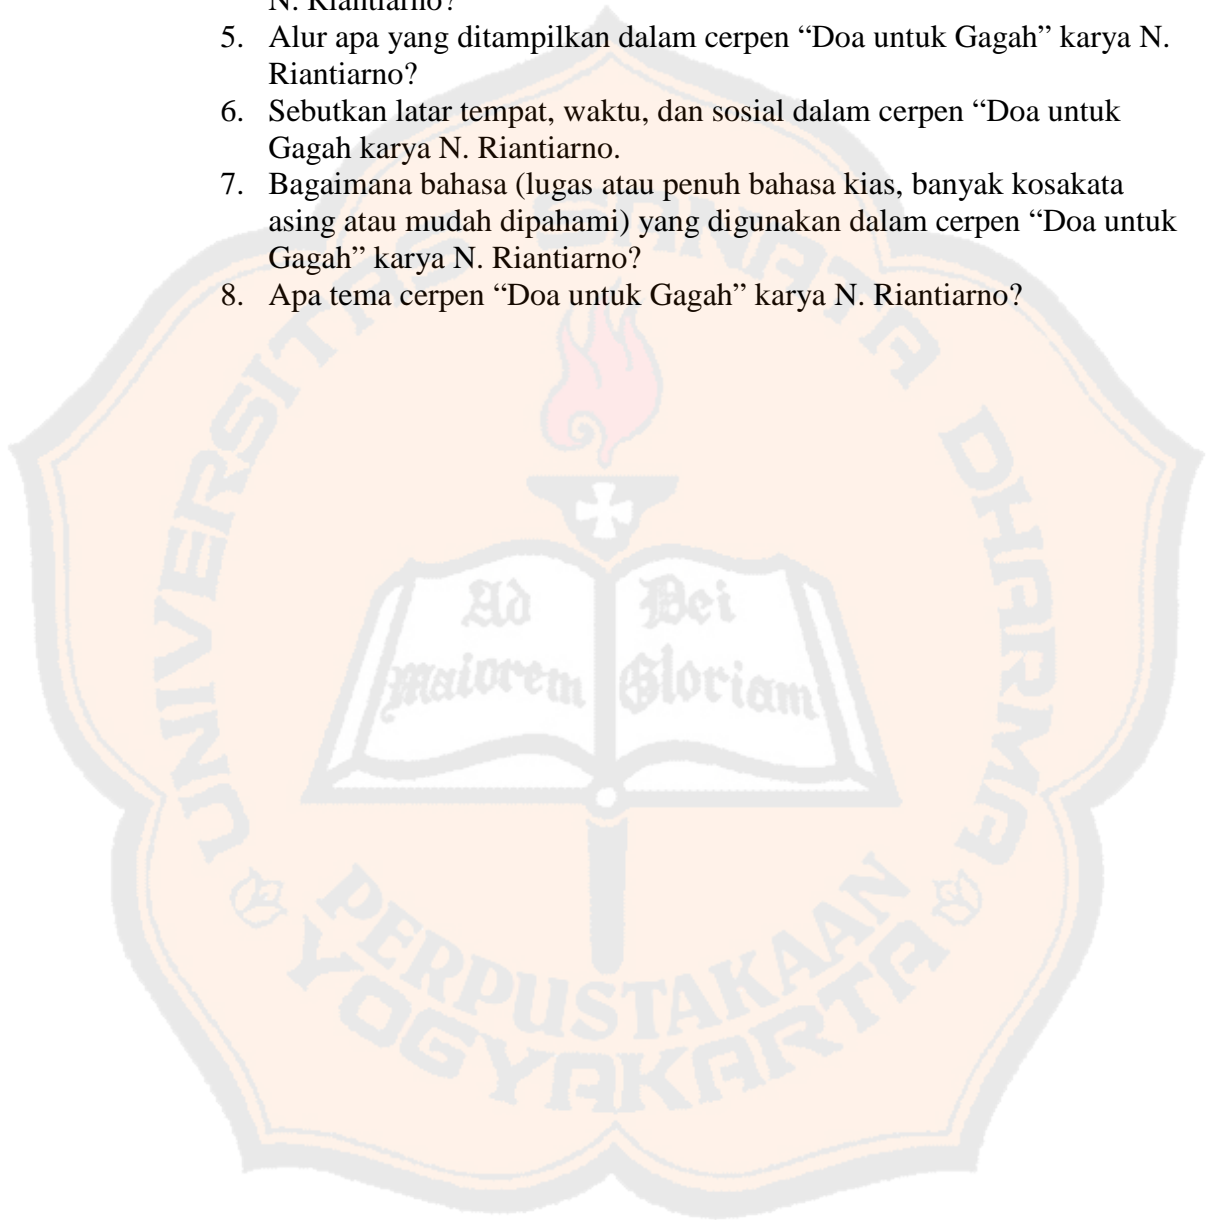 N. Riantiarno?
5. Alur apa yang ditampilkan dalam cerpen “Doa untuk Gagah” karya N.
Riantiarno?
6. Sebutkan latar tempat, waktu, dan sosial dalam cerpen “Doa untuk
Gagah karya N. Riantiarno.
7. Bagaimana bahasa (lugas atau penuh bahasa kias, banyak kosakata
asing atau mudah dipahami) yang digunakan dalam cerpen “Doa untuk
Gagah” karya N. Riantiarno?
8. Apa tema cerpen “Doa untuk Gagah” karya N. Riantiarno?
UNIVERSITAS SANATA DHARMA
Ad Dei
Maiorem Gloriam
PERPUSTAKAAN
YOGYAKARTA